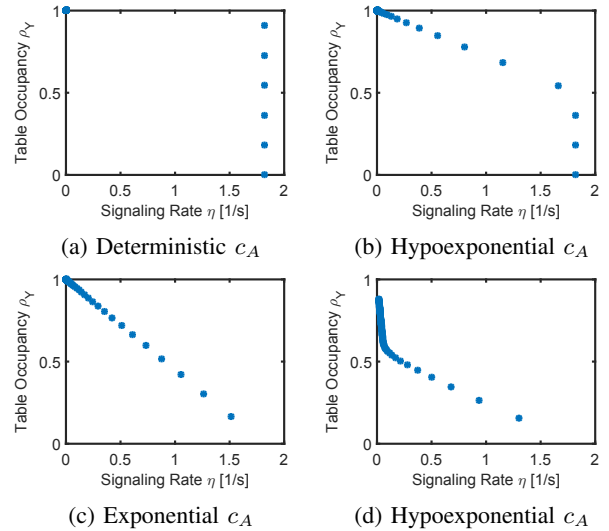 1
0.5
0
Table Occupancy ρY
0 0.5 1 1.5 2
Signaling Rate η [1/s]
(a) Deterministic cA
1
0.5
0
Table Occupancy ρY
0 0.5 1 1.5 2
Signaling Rate η [1/s]
(b) Hypoexponential cA
1
0.5
0
Table Occupancy ρY
0 0.5 1 1.5 2
Signaling Rate η [1/s]
(c) Exponential cA
1
0.5
0
Table Occupancy ρY
0 0.5 1 1.5 2
Signaling Rate η [1/s]
(d) Hypoexponential cA